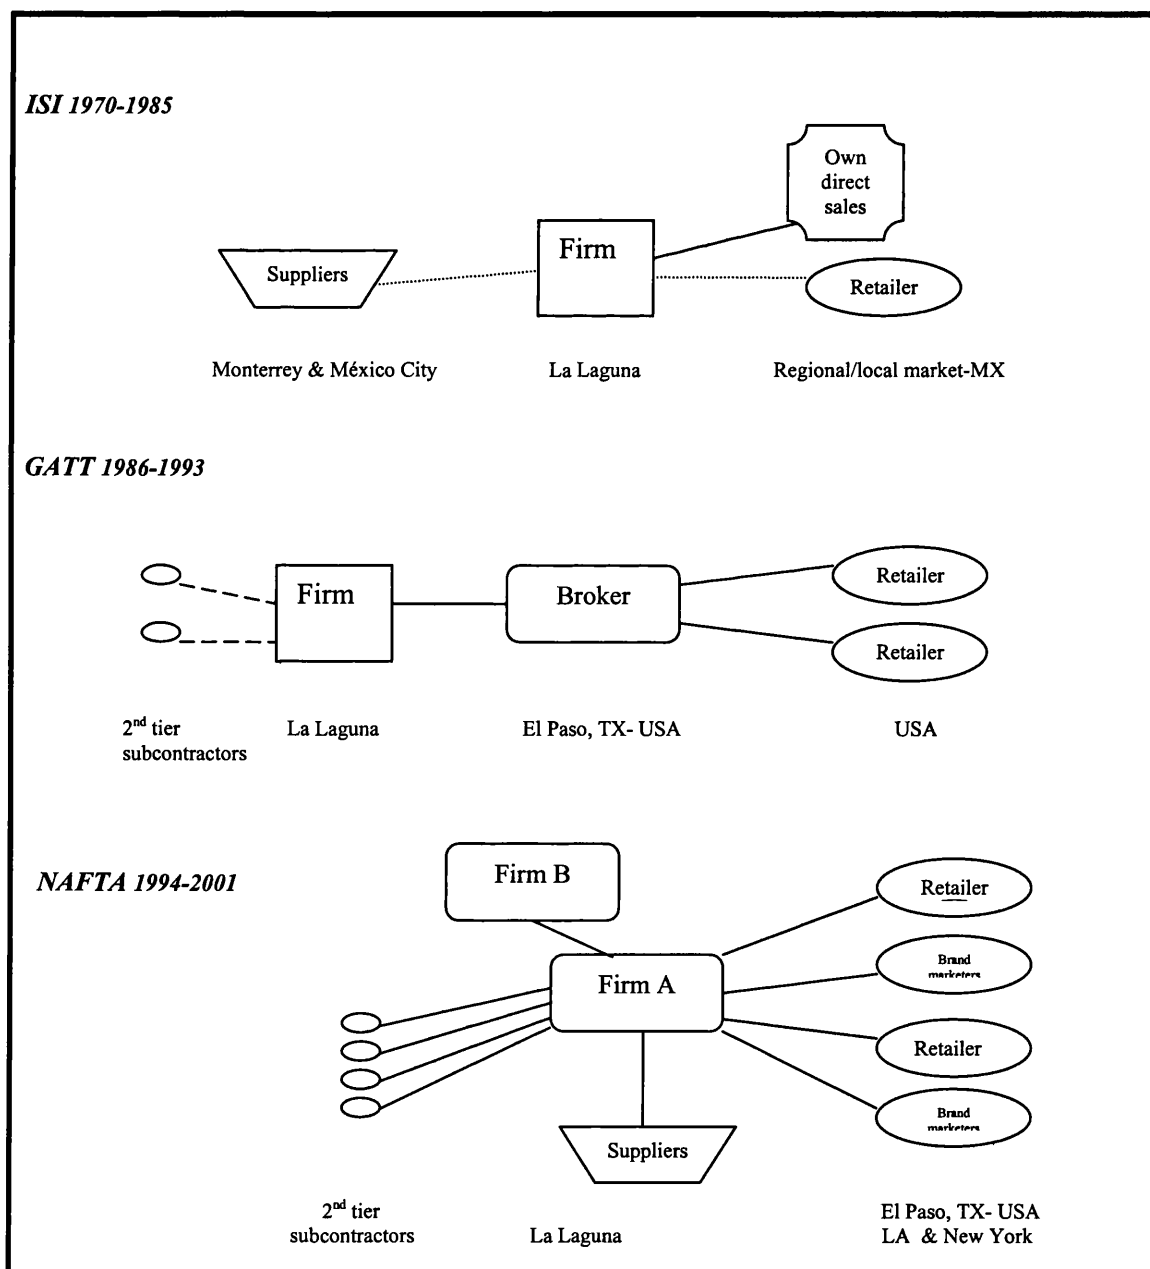 ISI 1970-1985
Own
direct
sales
Firm
Suppliers
Retailer
Monterrey & México City
La Laguna
Regional/local market-MX
GATT 1986-1993
Firm
Broker
Retailer
Retailer
2nd tier
subcontractors
La Laguna
El Paso, TX- USA
USA
NAFTA 1994-2001
Firm B
Retailer
Firm A
Brand
marketers
Retailer
Brand
marketers
Suppliers
2nd tier
subcontractors
La Laguna
El Paso, TX- USA
LA & New York